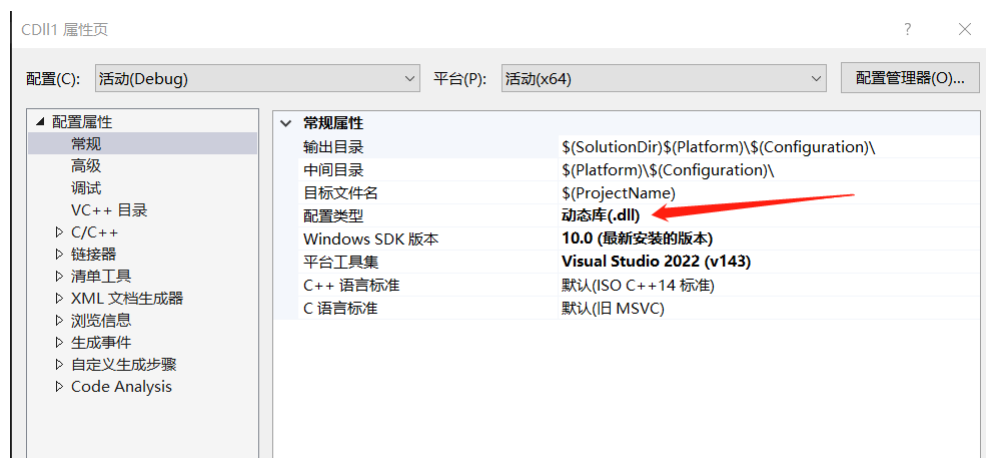 CDll1 属性页
配置(C): 活动(Debug) 平台(P): 活动(x64) 配置管理器(O)...
配置属性
常规
高级
调试
VC++ 目录
C/C++
链接器
清单工具
XML 文档生成器
浏览信息
生成事件
自定义生成步骤
Code Analysis
常规属性
输出目录 $(SolutionDir)$(Platform)\$(Configuration)\
中间目录 $(Platform)\$(Configuration)\
目标文件名 $(ProjectName)
配置类型 动态库(.dll)
Windows SDK 版本 10.0 (最新安装的版本)
平台工具集 Visual Studio 2022 (v143)
C++ 语言标准 默认(ISO C++14 标准)
C 语言标准 默认(旧 MSVC)